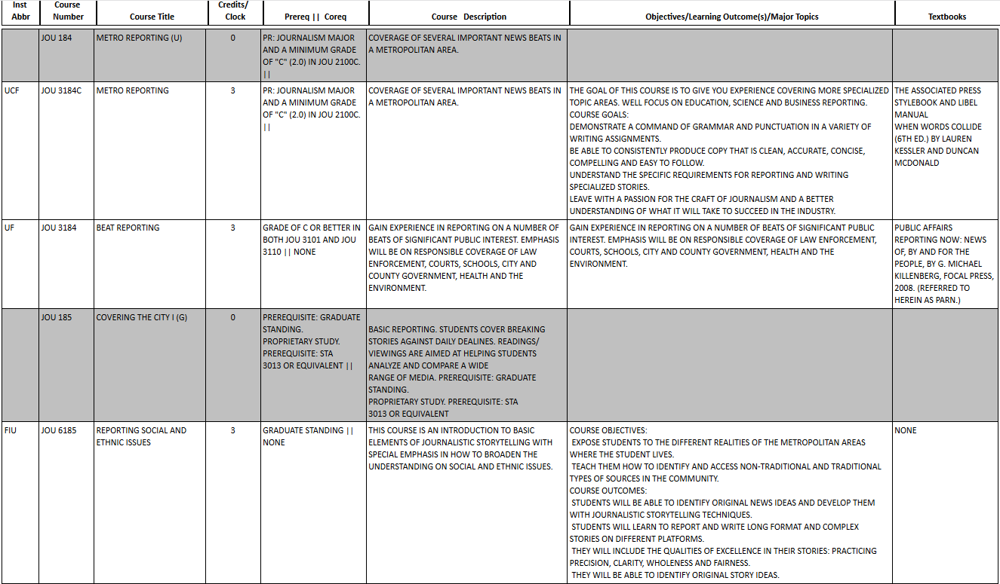 Inst Abbr
Course Number
Course Title
Credits/ Clock
Prereq || Coreq
Course Description
Objectives/Learning Outcome(s)/Major Topics
Textbooks
JOU 184
METRO REPORTING (U)
0
PR: JOURNALISM MAJOR
AND A MINIMUM GRADE
OF "C" (2.0) IN JOU 2100C.
||
COVERAGE OF SEVERAL IMPORTANT NEWS BEATS IN
A METROPOLITAN AREA.
UCF
JOU 3184C
METRO REPORTING
3
PR: JOURNALISM MAJOR
AND A MINIMUM GRADE
OF "C" (2.0) IN JOU 2100C.
||
COVERAGE OF SEVERAL IMPORTANT NEWS BEATS IN
A METROPOLITAN AREA.
THE GOAL OF THIS COURSE IS TO GIVE YOU EXPERIENCE COVERING MORE SPECIALIZED
TOPIC AREAS. WELL FOCUS ON EDUCATION, SCIENCE AND BUSINESS REPORTING.
COURSE GOALS:
DEMONSTRATE A COMMAND OF GRAMMAR AND PUNCTUATION IN A VARIETY OF
WRITING ASSIGNMENTS.
BE ABLE TO CONSISTENTLY PRODUCE COPY THAT IS CLEAN, ACCURATE, CONCISE,
COMPELLING AND EASY TO FOLLOW.
UNDERSTAND THE SPECIFIC REQUIREMENTS FOR REPORTING AND WRITING
SPECIALIZED STORIES.
LEAVE WITH A PASSION FOR THE CRAFT OF JOURNALISM AND A BETTER
UNDERSTANDING OF WHAT IT WILL TAKE TO SUCCEED IN THE INDUSTRY.
THE ASSOCIATED PRESS
STYLEBOOK AND LIBEL
MANUAL
WHEN WORDS COLLIDE
(6TH ED.) BY LAUREN
KESSLER AND DUNCAN
MCDONALD
UF
JOU 3184
BEAT REPORTING
3
GRADE OF C OR BETTER IN
BOTH JOU 3101 AND JOU
3110 || NONE
GAIN EXPERIENCE IN REPORTING ON A NUMBER OF
BEATS OF SIGNIFICANT PUBLIC INTEREST. EMPHASIS
WILL BE ON RESPONSIBLE COVERAGE OF LAW
ENFORCEMENT, COURTS, SCHOOLS, CITY AND
COUNTY GOVERNMENT, HEALTH AND THE
ENVIRONMENT.
GAIN EXPERIENCE IN REPORTING ON A NUMBER OF BEATS OF SIGNIFICANT PUBLIC
INTEREST. EMPHASIS WILL BE ON RESPONSIBLE COVERAGE OF LAW ENFORCEMENT,
COURTS, SCHOOLS, CITY AND COUNTY GOVERNMENT, HEALTH AND THE
ENVIRONMENT.
PUBLIC AFFAIRS
REPORTING NOW: NEWS
OF, BY AND FOR THE
PEOPLE, BY G. MICHAEL
KILLENBERG, FOCAL PRESS,
2008. (REFERRED TO
HEREIN AS PARN.)
JOU 185
COVERING THE CITY I (G)
0
PREREQUISITE: GRADUATE
STANDING.
PROPRIETARY STUDY.
PREREQUISITE: STA
3013 OR EQUIVALENT ||
BASIC REPORTING. STUDENTS COVER BREAKING
STORIES AGAINST DAILY DEALINES. READINGS/
VIEWINGS ARE AIMED AT HELPING STUDENTS
ANALYZE AND COMPARE A WIDE
RANGE OF MEDIA. PREREQUISITE: GRADUATE
STANDING.
PROPRIETARY STUDY. PREREQUISITE: STA
3013 OR EQUIVALENT
FIU
JOU 6185
REPORTING SOCIAL AND
ETHNIC ISSUES
3
GRADUATE STANDING ||
NONE
THIS COURSE IS AN INTRODUCTION TO BASIC
ELEMENTS OF JOURNALISTIC STORYTELLING WITH
SPECIAL EMPHASIS IN HOW TO BROADEN THE
UNDERSTANDING ON SOCIAL AND ETHNIC ISSUES.
COURSE OBJECTIVES:
EXPOSE STUDENTS TO THE DIFFERENT REALITIES OF THE METROPOLITAN AREAS
WHERE THE STUDENT LIVES.
TEACH THEM HOW TO IDENTIFY AND ACCESS NON-TRADITIONAL AND TRADITIONAL
TYPES OF SOURCES IN THE COMMUNITY.
COURSE OUTCOMES:
STUDENTS WILL BE ABLE TO IDENTIFY ORIGINAL NEWS IDEAS AND DEVELOP THEM
WITH JOURNALISTIC STORYTELLING TECHNIQUES.
STUDENTS WILL LEARN TO REPORT AND WRITE LONG FORMAT AND COMPLEX
STORIES ON DIFFERENT PLATFORMS.
THEY WILL INCLUDE THE QUALITIES OF EXCELLENCE IN THEIR STORIES: PRACTICING
PRECISION, CLARITY, WHOLENESS AND FAIRNESS.
THEY WILL BE ABLE TO IDENTIFY ORIGINAL STORY IDEAS.
NONE